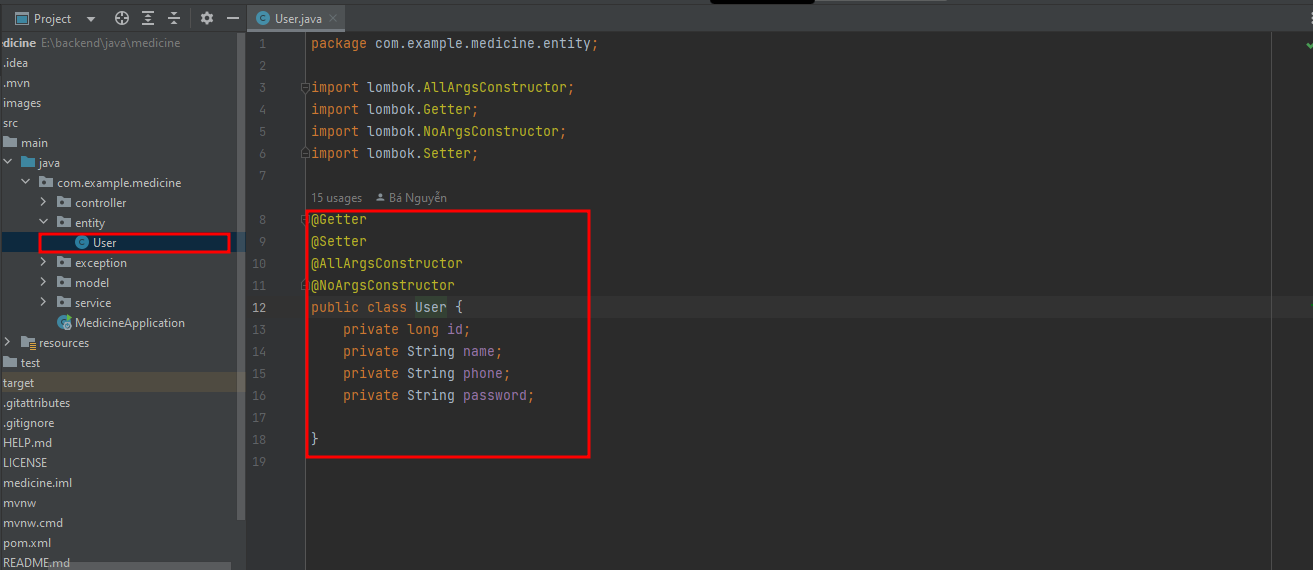 Project
User.java
edicine E:\backend\java\medicine
.idea
.mvn
images
src
main
java
com.example.medicine
controller
entity
User
exception
model
service
MedicineApplication
resources
test
target
.gitattributes
.gitignore
HELP.md
LICENSE
medicine.iml
mvnw
mvnw.cmd
pom.xml
README.md
1 package com.example.medicine.entity;
2
3 import lombok.AllArgsConstructor;
4 import lombok.Getter;
5 import lombok.NoArgsConstructor;
6 import lombok.Setter;
7
15 usages Bá Nguyễn
8 @Getter
9 @Setter
10 @AllArgsConstructor
11 @NoArgsConstructor
12 public class User {
13 private long id;
14 private String name;
15 private String phone;
16 private String password;
17
18 }
19